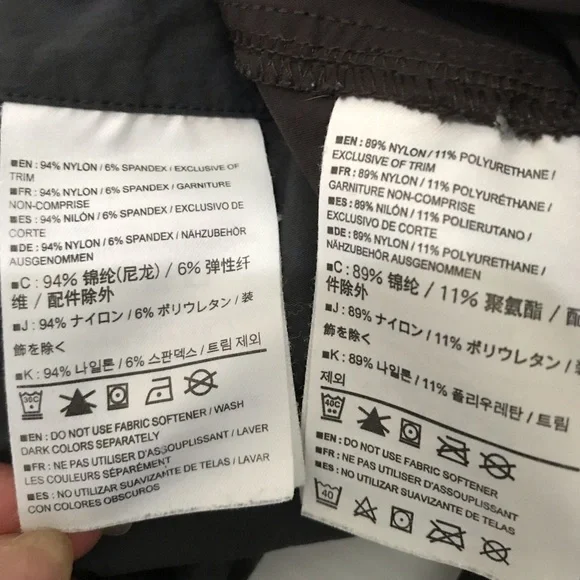 ■EN : 94% NYLON / 6% SPANDEX / EXCLUSIVE OF
TRIM
■FR : 94% NYLON / 6% SPANDEX / GARNITURE
NON-COMPRISE
■ES : 94% NILÓN / 6% SPANDEX / EXCLUSIVO DE
CORTE
■DE : 94% NYLON / 6% SPANDEX / NÄHZUBEHÖR
AUSGENOMMEN
■C : 94% 锦纶(尼龙) / 6% 弹性纤
维 / 配件除外
■J : 94% ナイロン / 6% ポリウレタン / 装
飾を除く
■K : 94% 나일론 / 6% 스판덱스 / 트림 제외
30C
■EN : DO NOT USE FABRIC SOFTENER / WASH
DARK COLORS SEPARATELY
■FR : NE PAS UTILISER D'ASSOUPLISSANT / LAVER
LES COULEURS SÉPARÉMENT
■ES : NO UTILIZAR SUAVIZANTE DE TELAS / LAVAR
CON COLORES OBSCUROS
■EN : 89% NYLON / 11% POLYURETHANE /
EXCLUSIVE OF TRIM
■FR : 89% NYLON / 11% POLYURÉTHANE /
GARNITURE NON-COMPRISE
■ES : 89% NILÓN / 11% POLIERUTANO /
EXCLUSIVO DE CORTE
■DE : 89% NYLON / 11% POLYURETHANE /
NÄHZUBEHÖR AUSGENOMMEN
■C : 89% 锦纶 / 11% 聚氨酯 / 配
件除外
■J : 89% ナイロン / 11% ポリウレタン / 装
飾を除く
■K : 89% 나일론 / 11% 폴리우레탄 / 트림
제외
40C
■EN : DO NOT USE FABRIC SOFTENER
■FR : NE PAS UTILISER D'ASSOUPLISSANT
■ES : NO UTILIZAR SUAVIZANTE DE TELAS
40